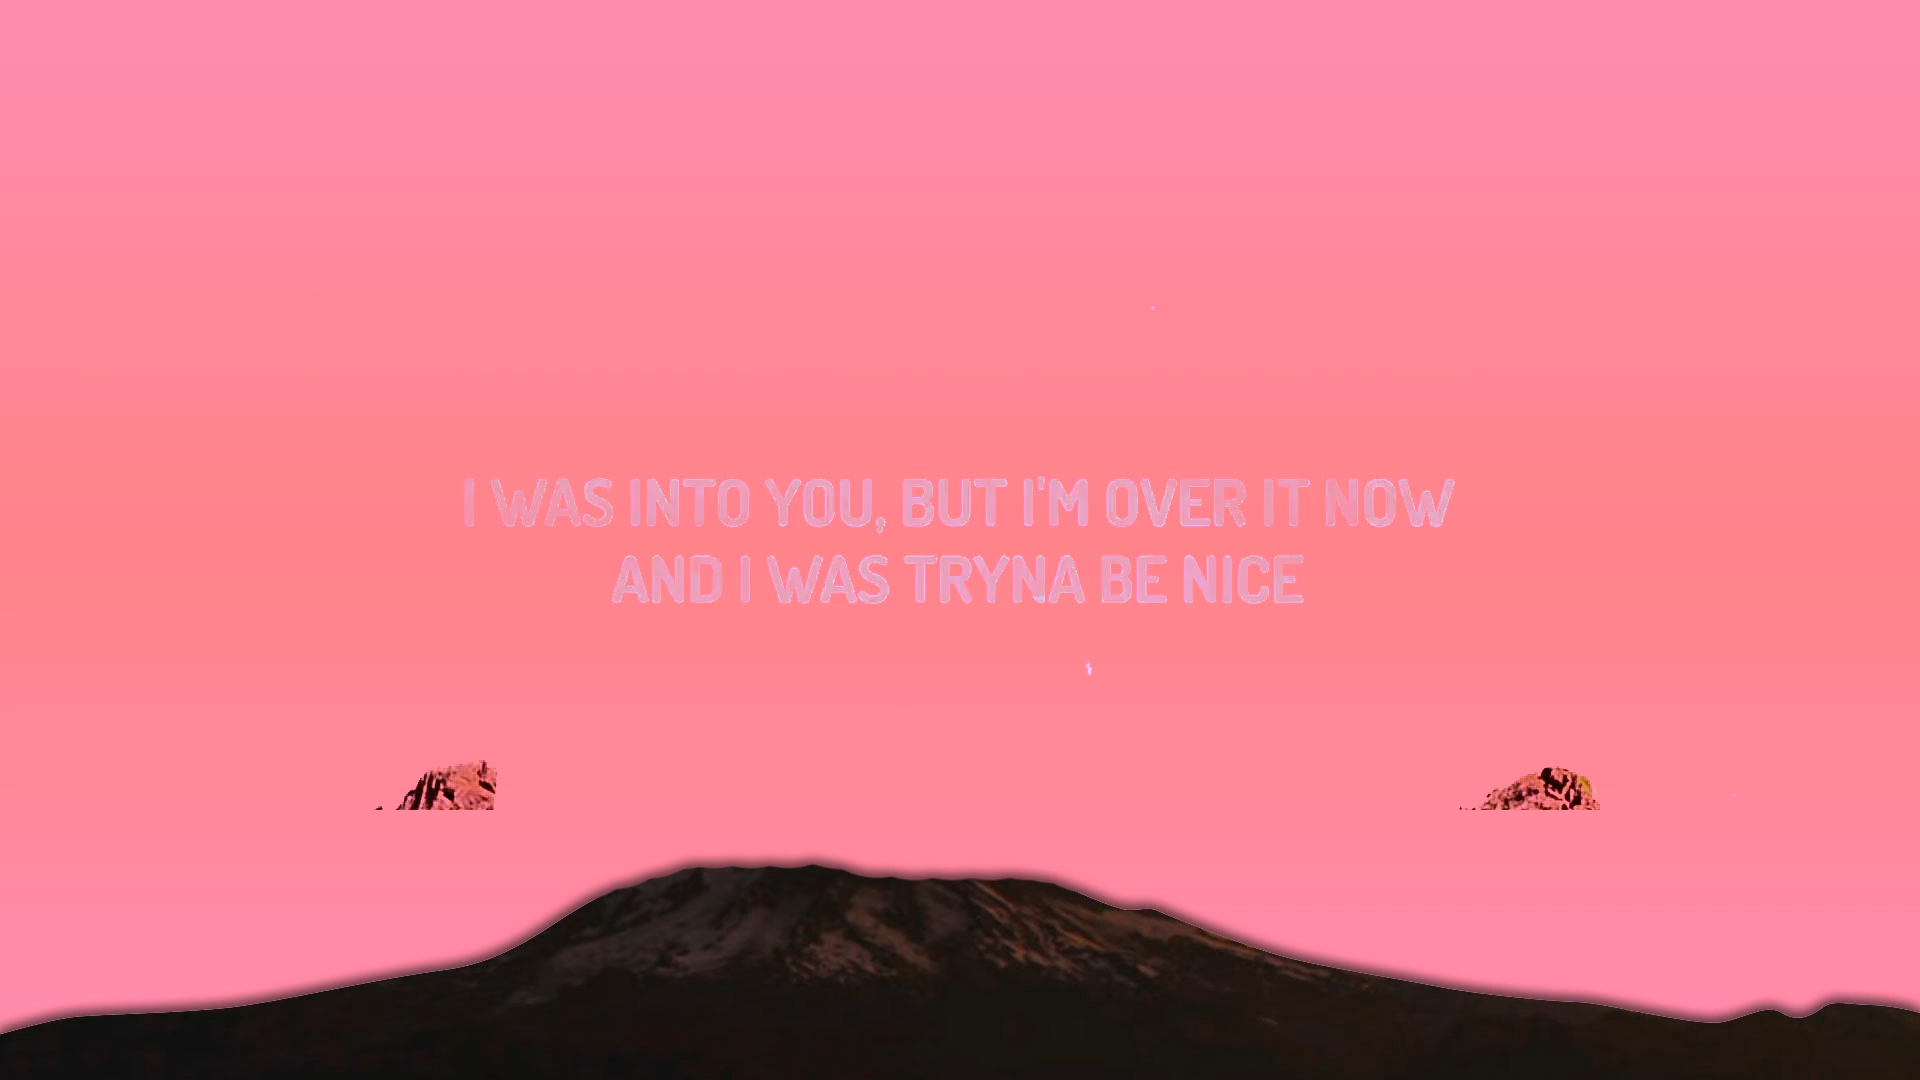 I WAS INTO YOU, BUT I'M OVER IT NOW
AND I WAS TRYNA BE NICE